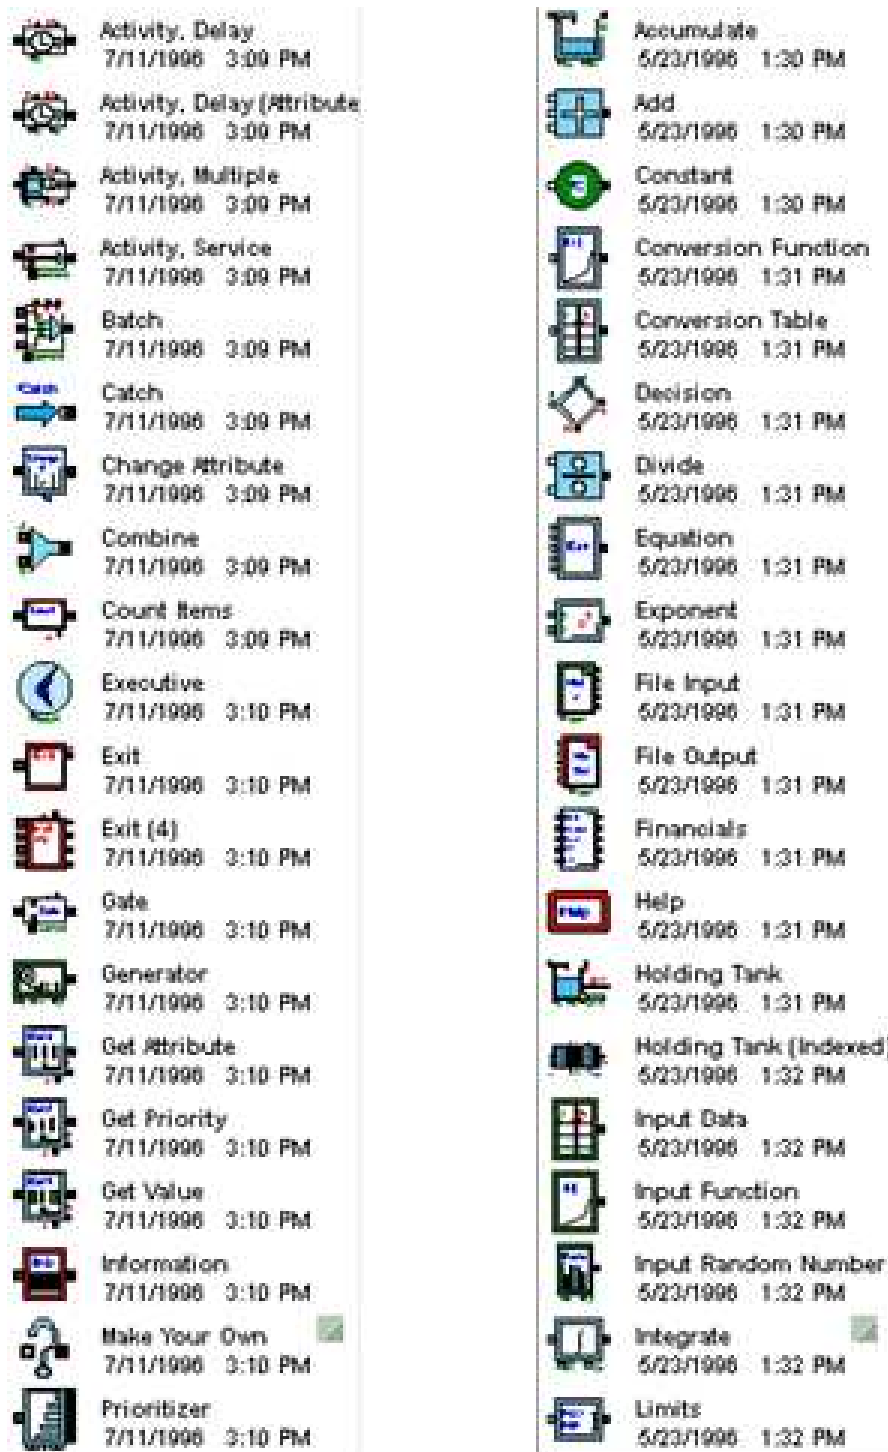 Activity, Delay
7/11/1996 3:09 PM
Activity, Delay (Attribute
7/11/1996 3:09 PM
Activity, Multiple
7/11/1996 3:09 PM
Activity, Service
7/11/1996 3:09 PM
Batch
7/11/1996 3:09 PM
Catch
Catch
7/11/1996 3:09 PM
Change Attribute
7/11/1996 3:09 PM
Combine
7/11/1996 3:09 PM
Count Items
7/11/1996 3:09 PM
Executive
7/11/1996 3:10 PM
Exit
7/11/1996 3:10 PM
Exit (4)
7/11/1996 3:10 PM
Gate
7/11/1996 3:10 PM
Generator
7/11/1996 3:10 PM
Get Attribute
7/11/1996 3:10 PM
Get Priority
7/11/1996 3:10 PM
Get Value
7/11/1996 3:10 PM
Information
7/11/1996 3:10 PM
Make Your Own
7/11/1996 3:10 PM
Prioritizer
7/11/1996 3:10 PM
Accumulate
5/23/1996 1:30 PM
Add
5/23/1996 1:30 PM
Constant
5/23/1996 1:30 PM
Conversion Function
5/23/1996 1:31 PM
Conversion Table
5/23/1996 1:31 PM
Decision
5/23/1996 1:31 PM
Divide
5/23/1996 1:31 PM
Equation
5/23/1996 1:31 PM
Exponent
5/23/1996 1:31 PM
File Input
5/23/1996 1:31 PM
File Output
5/23/1996 1:31 PM
Financials
5/23/1996 1:31 PM
Help
Help
5/23/1996 1:31 PM
Holding Tank
5/23/1996 1:31 PM
Holding Tank (Indexed)
5/23/1996 1:32 PM
Input Data
5/23/1996 1:32 PM
Input Function
5/23/1996 1:32 PM
Input Random Number
5/23/1996 1:32 PM
Integrate
5/23/1996 1:32 PM
Limits
5/23/1996 1:32 PM